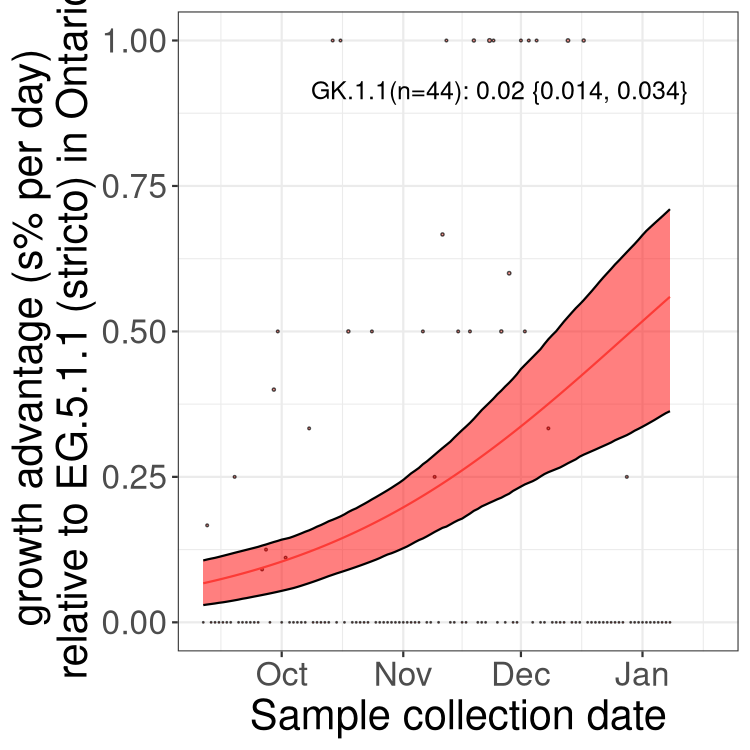 growth advantage (s% per day)
relative to EG.5.1.1 (stricto) in Ontario
1.00
0.75
0.50
0.25
0.00
GK.1.1(n=44): 0.02 {0.014, 0.034}
Oct Nov Dec Jan
Sample collection date